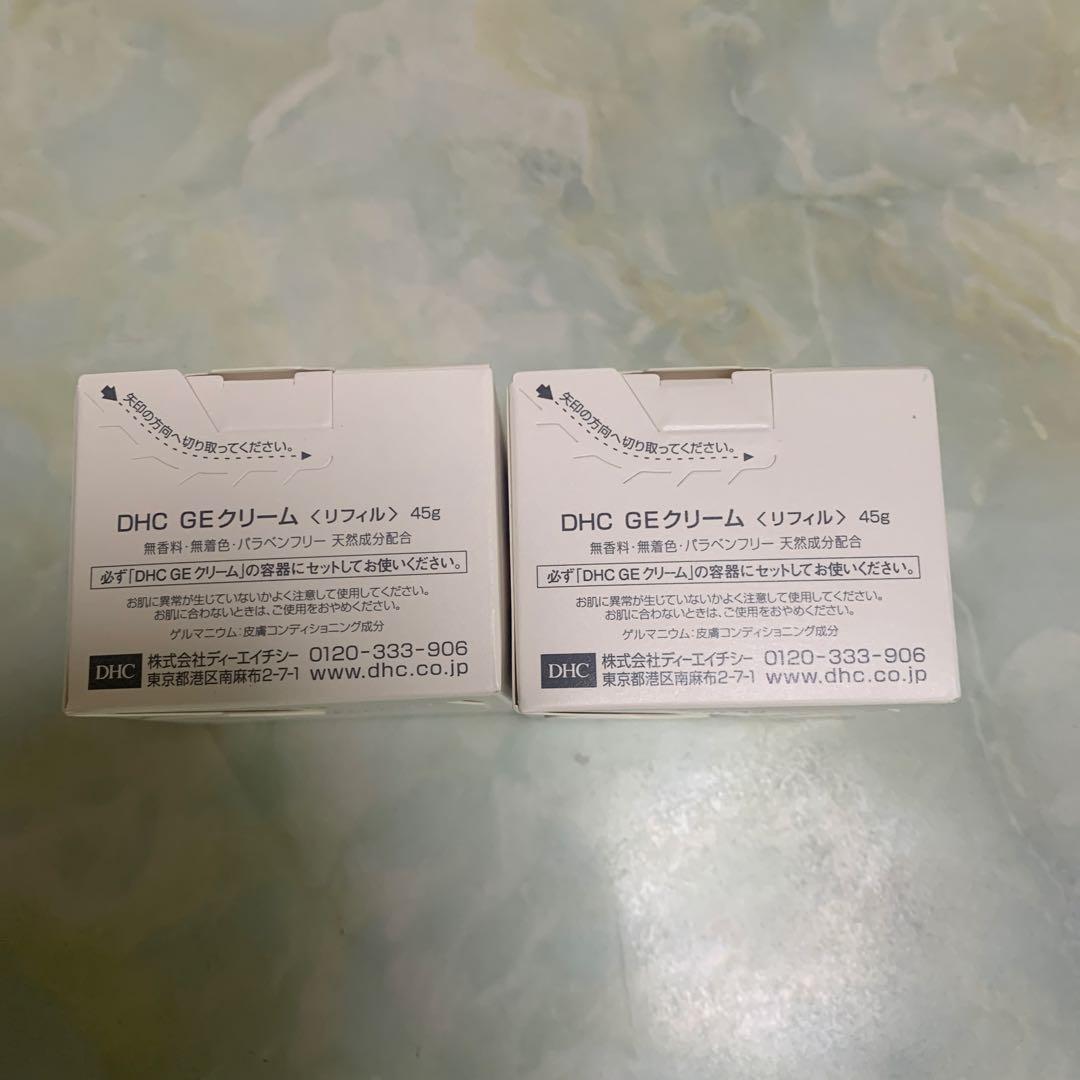 矢印の方向へ切り取ってください。
DHC GEクリーム〈リフィル〉 45g
無香料・無着色・パラベンフリー 天然成分配合
必ず「DHC GEクリーム」の容器にセットしてお使いください。
お肌に異常が生じていないかよく注意して使用してください。
お肌に合わないときは、ご使用をおやめください。
ゲルマニウム:皮膚コンディショニング成分
DHC 株式会社ディーエイチシー 0120-333-906
東京都港区南麻布2-7-1 www.dhc.co.jp
矢印の方向へ切り取ってください。
DHC GEクリーム〈リフィル〉 45g
無香料・無着色・パラベンフリー 天然成分配合
必ず「DHC GEクリーム」の容器にセットしてお使いください。
お肌に異常が生じていないかよく注意して使用してください。
お肌に合わないときは、ご使用をおやめください。
ゲルマニウム:皮膚コンディショニング成分
DHC 株式会社ディーエイチシー 0120-333-906
東京都港区南麻布2-7-1 www.dhc.co.jp